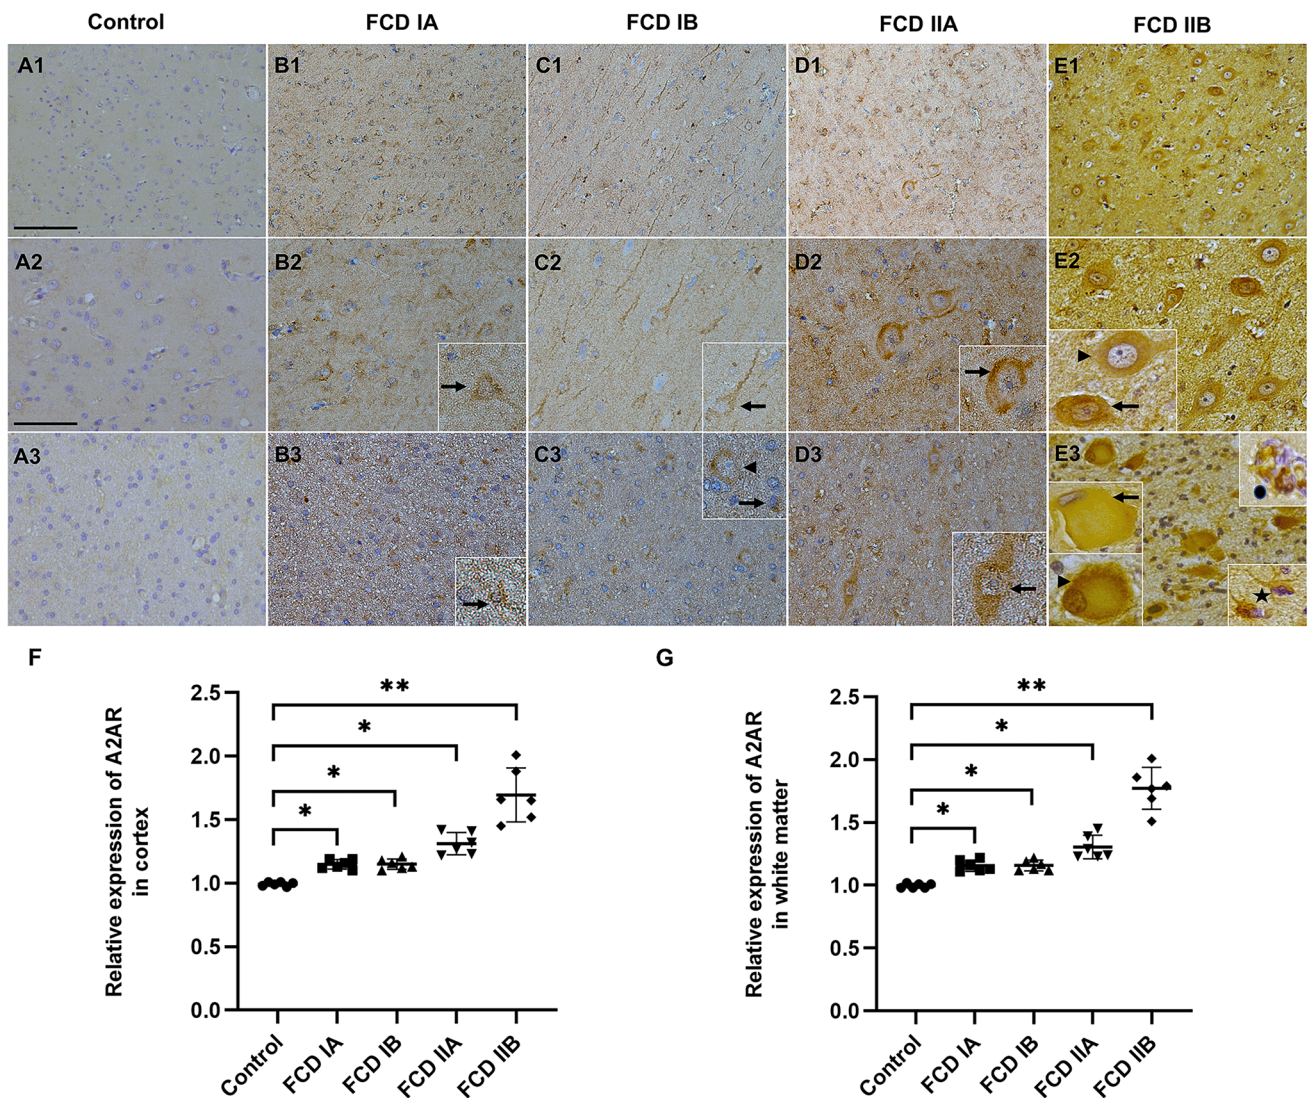 Control FCD IA FCD IB FCD IIA FCD IIB
A1 B1 C1 D1 E1
A2 B2 C2 D2 E2
A3 B3 C3 D3 E3
F
Relative expression of A2AR
in cortex
2.5
2.0
1.5
1.0
0.5
0.0
**
*
*
*
Control FCD IA FCD IB FCD IIA FCD IIB
G
Relative expression of A2AR
in white matter
2.5
2.0
1.5
1.0
0.5
0.0
**
*
*
*
Control FCD IA FCD IB FCD IIA FCD IIB